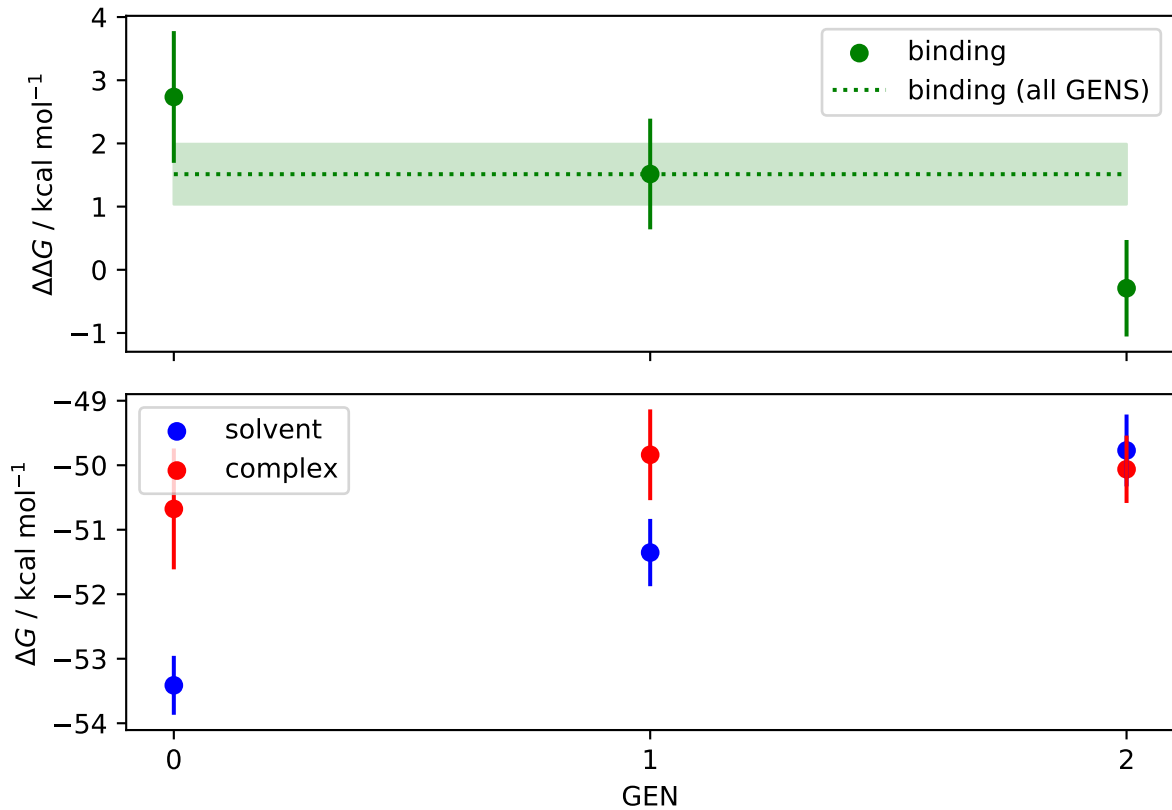 4
3
2
1
0
−1
ΔΔG / kcal mol⁻¹
binding
binding (all GENS)
−49
−50
−51
−52
−53
−54
ΔG / kcal mol⁻¹
solvent
complex
0 1 2
GEN